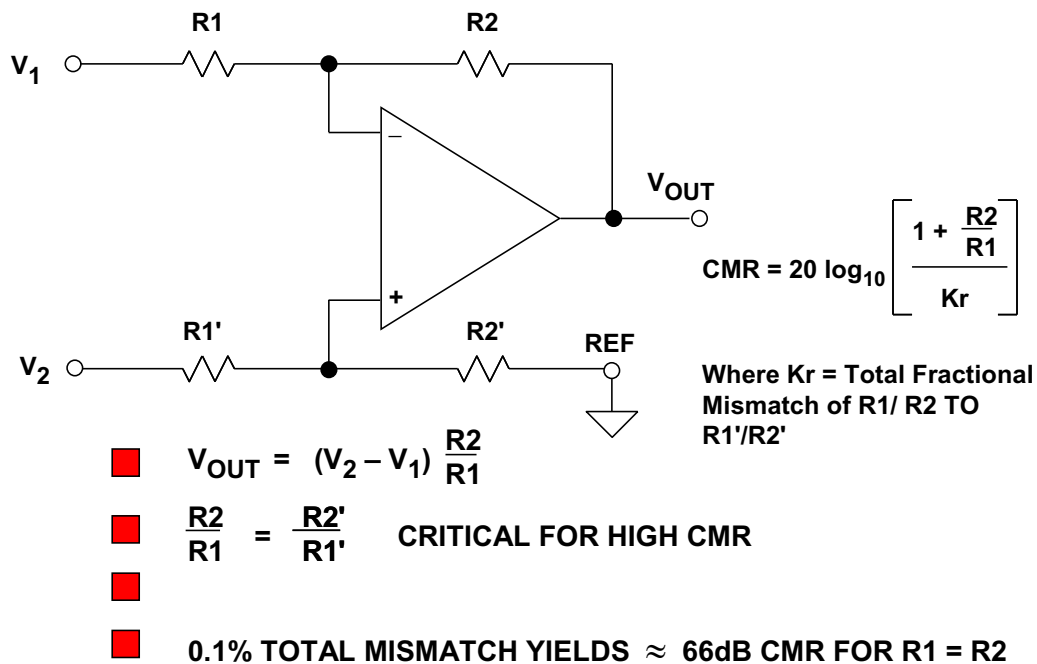 R1
R2
V1
−
VOUT
+
R1'
R2'
REF
V2
CMR = 20 log10 [ 1 + R2/R1 / Kr ]
Where Kr = Total Fractional
Mismatch of R1/ R2 TO
R1'/R2'
VOUT = (V2 – V1) R2/R1
R2/R1 = R2'/R1' CRITICAL FOR HIGH CMR
0.1% TOTAL MISMATCH YIELDS ≈ 66dB CMR FOR R1 = R2